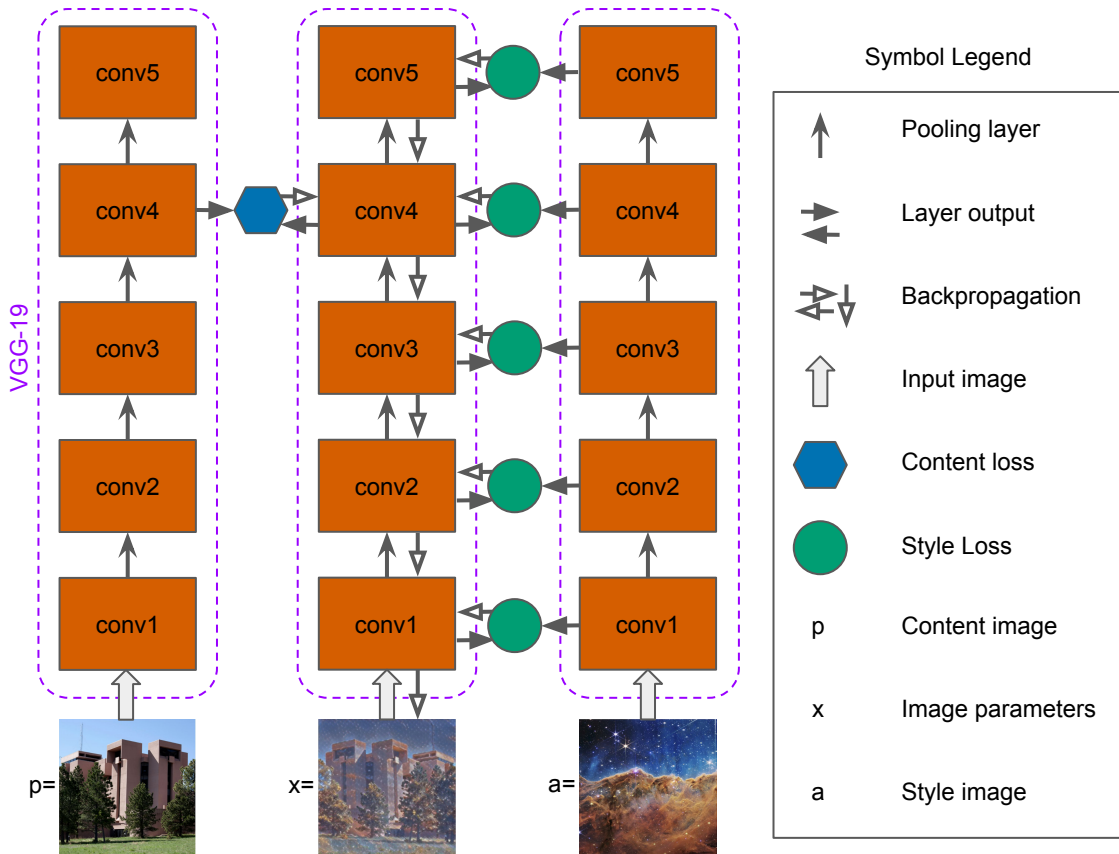 VGG-19
conv5
conv4
conv3
conv2
conv1
p=
conv5
conv4
conv3
conv2
conv1
x=
conv5
conv4
conv3
conv2
conv1
a=
Symbol Legend
Pooling layer
Layer output
Backpropagation
Input image
Content loss
Style Loss
p Content image
x Image parameters
a Style image